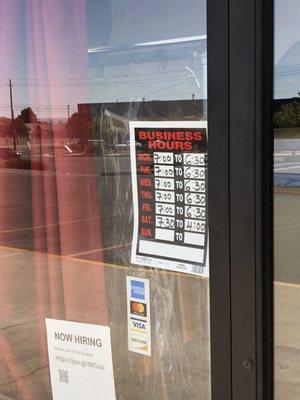 BUSINESS
HOURS
MON. 7:00 TO 6:30
TUE. 7:00 TO 6:30
WED. 7:00 TO 6:30
THU. 7:00 TO 6:30
FRI. 7:00 TO 6:30
SAT. 7:30 TO 4:00
SUN. TO
VISA
DISCOVER
NOW HIRING